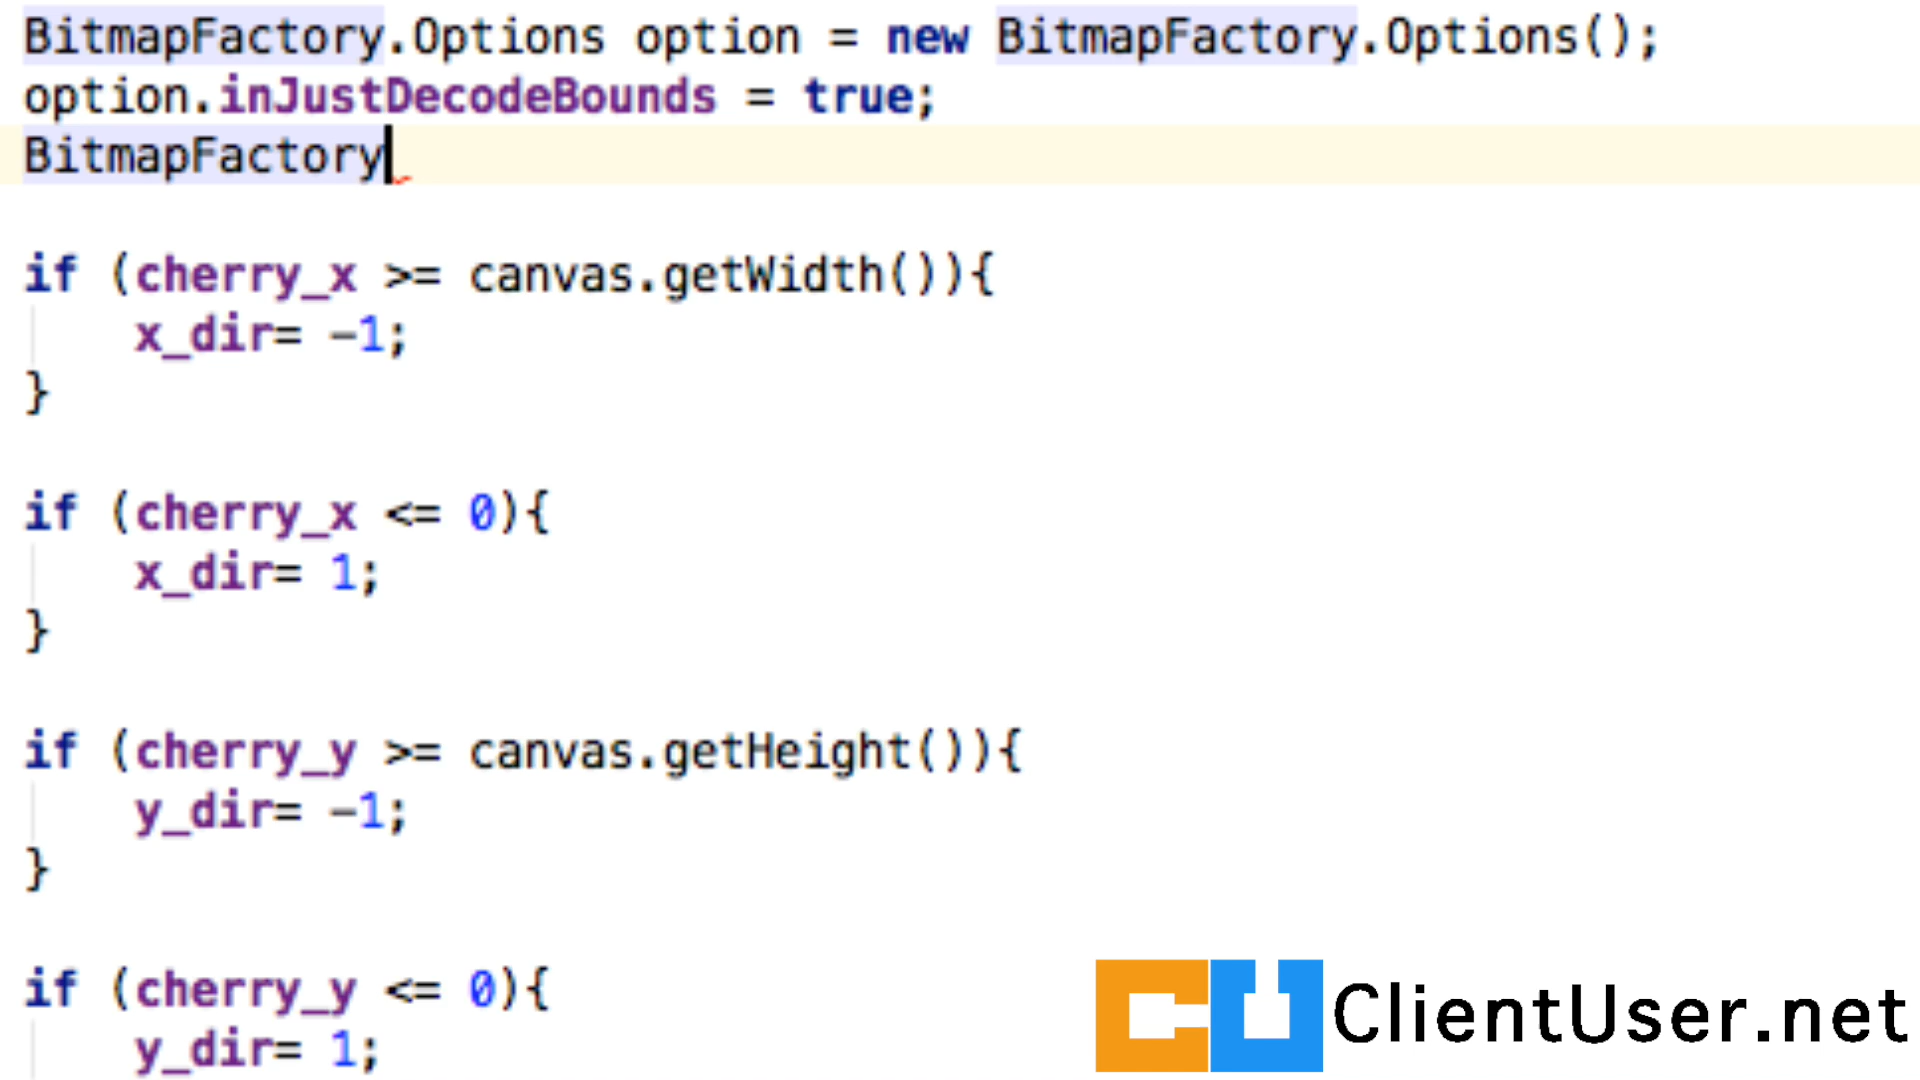 BitmapFactory.Options option = new BitmapFactory.Options();
option.inJustDecodeBounds = true;
BitmapFactory
if (cherry_x >= canvas.getWidth()){
x_dir= -1;
}
if (cherry_x <= 0){
x_dir= 1;
}
if (cherry_y >= canvas.getHeight()){
y_dir= -1;
}
if (cherry_y <= 0){
y_dir= 1;
CU ClientUser.net